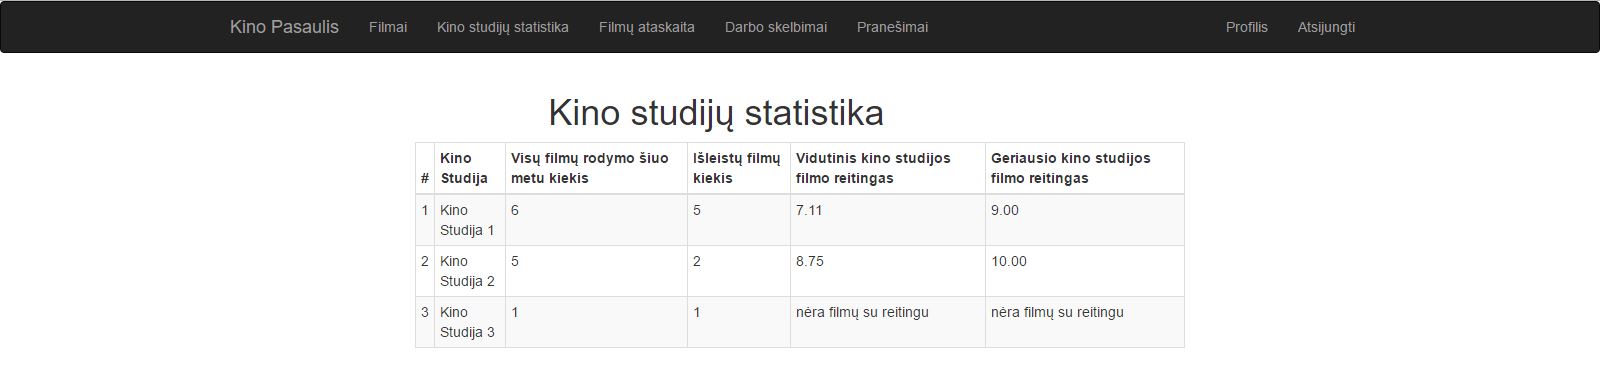 Kino Pasaulis Filmai Kino studijų statistika Filmų ataskaita Darbo skelbimai Pranešimai Profilis Atsijungti
Kino studijų statistika
# Kino Studija Visų filmų rodymo šiuo metu kiekis Išleistų filmų kiekis Vidutinis kino studijos filmo reitingas Geriausio kino studijos filmo reitingas
1 Kino Studija 1 6 5 7.11 9.00
2 Kino Studija 2 5 2 8.75 10.00
3 Kino Studija 3 1 1 nėra filmų su reitingu nėra filmų su reitingu